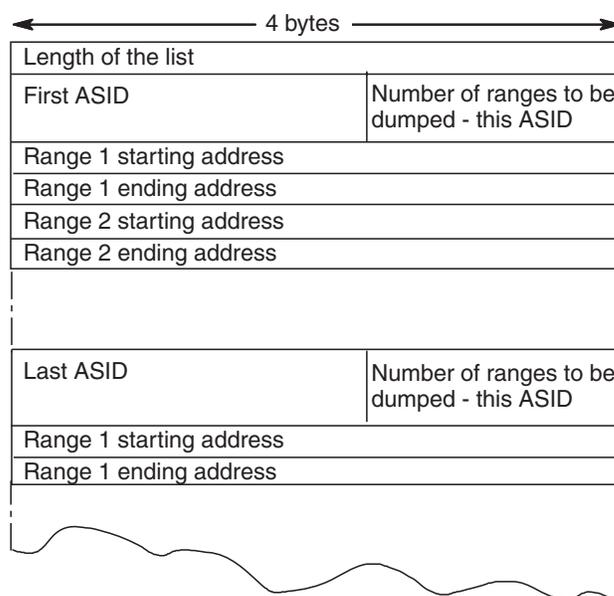 4 bytes
Length of the list
First ASID
Number of ranges to be
dumped - this ASID
Range 1 starting address
Range 1 ending address
Range 2 starting address
Range 2 ending address
Last ASID
Number of ranges to be
dumped - this ASID
Range 1 starting address
Range 1 ending address